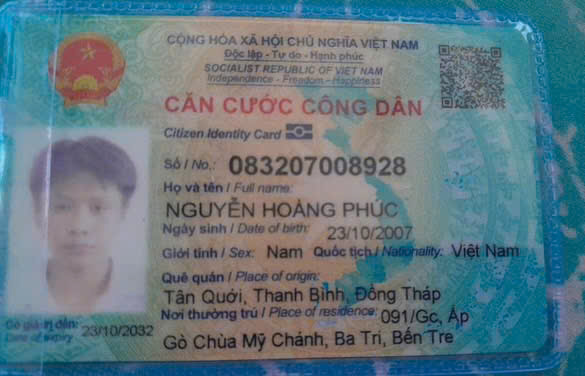 CỘNG HÒA XÃ HỘI CHỦ NGHĨA VIỆT NAM
Độc lập - Tự do - Hạnh phúc
SOCIALIST REPUBLIC OF VIET NAM
Independence - Freedom - Happiness
CĂN CƯỚC CÔNG DÂN
Citizen Identity Card
Số / No.: 083207008928
Họ và tên / Full name:
NGUYỄN HOÀNG PHÚC
Ngày sinh / Date of birth: 23/10/2007
Giới tính / Sex: Nam Quốc tịch / Nationality: Việt Nam
Quê quán / Place of origin:
Tân Quới, Thanh Bình, Đồng Tháp
Nơi thường trú / Place of residence: 091/Gc, Ấp
Gò Chùa Mỹ Chánh, Ba Tri, Bến Tre
Có giá trị đến: 23/10/2032
Date of expiry